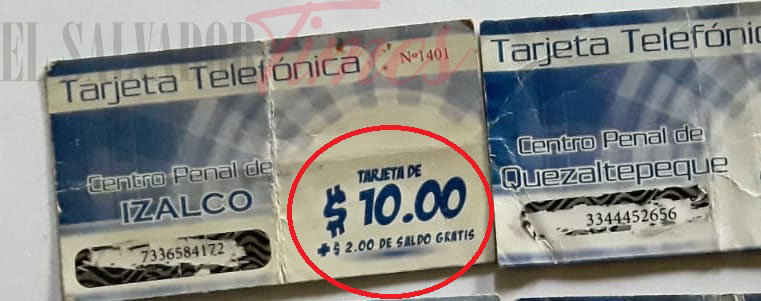 EL SALVADOR Times
Tarjeta Telefónica
Nº1401
Centro Penal de
IZALCO
7336584172
TARJETA DE
$ 10.00
+ $ 2.00 DE SALDO GRATIS
Tarjeta Telefónic
Centro Penal de
Quezaltepeque
3344452656